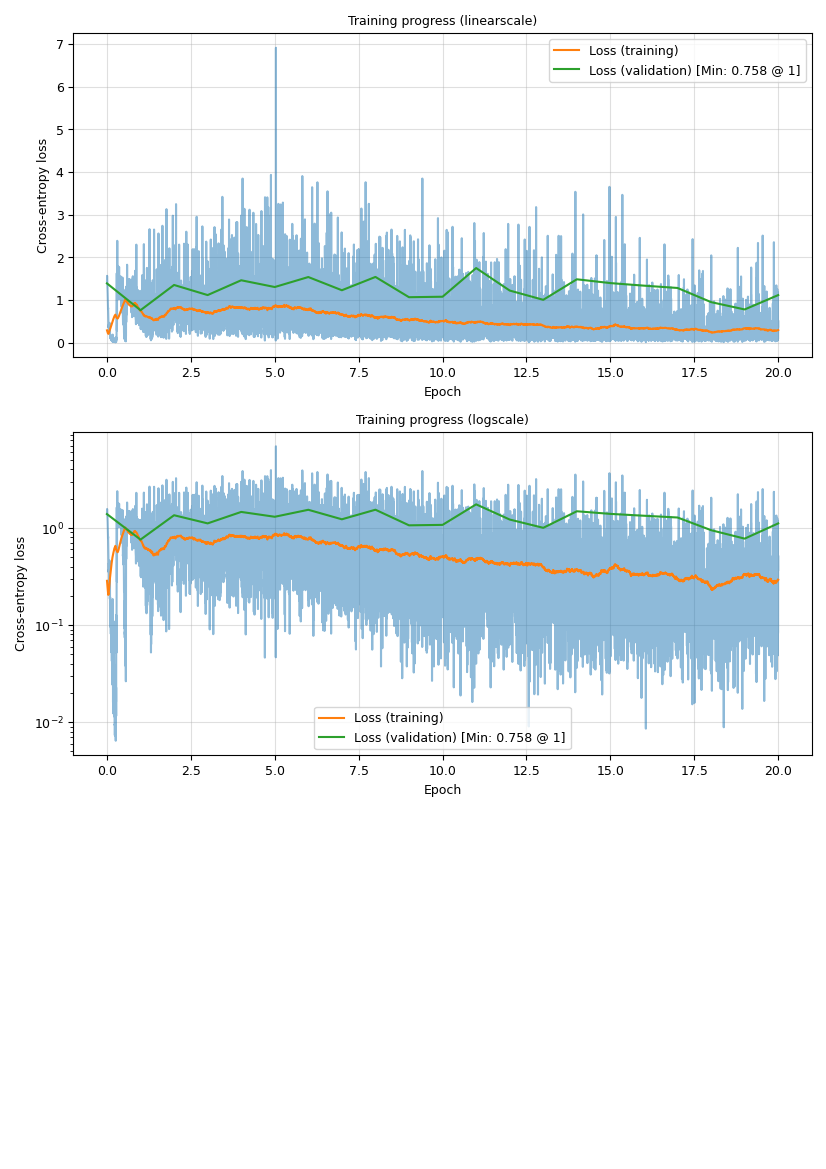 Training progress (linearscale)
Cross-entropy loss
7
6
5
4
3
2
1
0
Loss (training)
Loss (validation) [Min: 0.758 @ 1]
0.0 2.5 5.0 7.5 10.0 12.5 15.0 17.5 20.0
Epoch
Training progress (logscale)
Cross-entropy loss
10⁰
10⁻¹
10⁻²
Loss (training)
Loss (validation) [Min: 0.758 @ 1]
0.0 2.5 5.0 7.5 10.0 12.5 15.0 17.5 20.0
Epoch